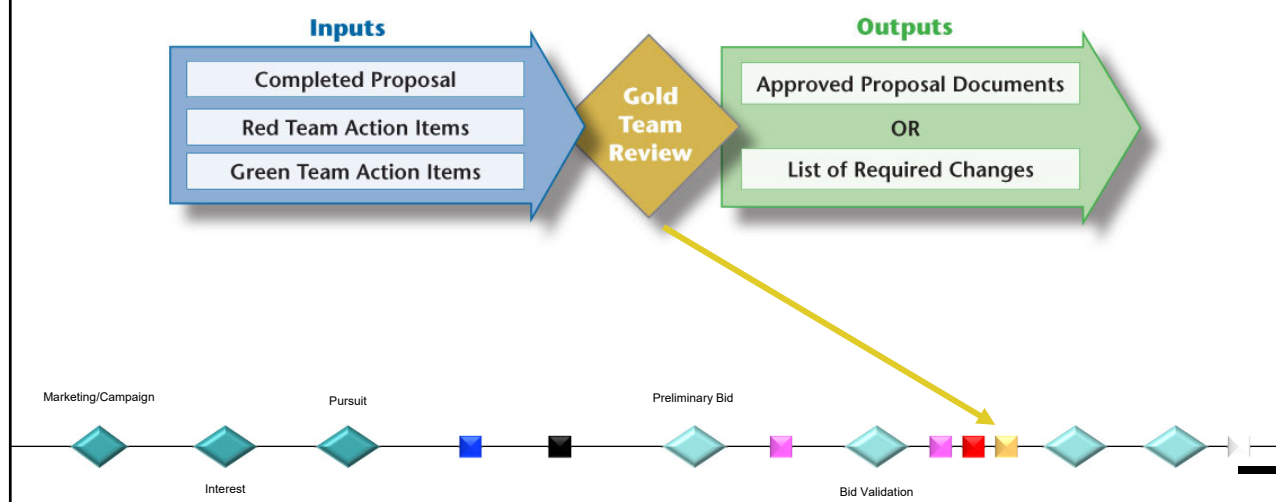 Inputs
Completed Proposal
Red Team Action Items
Green Team Action Items
Gold
Team
Review
Outputs
Approved Proposal Documents
OR
List of Required Changes
Marketing/Campaign
Interest
Pursuit
Preliminary Bid
Bid Validation